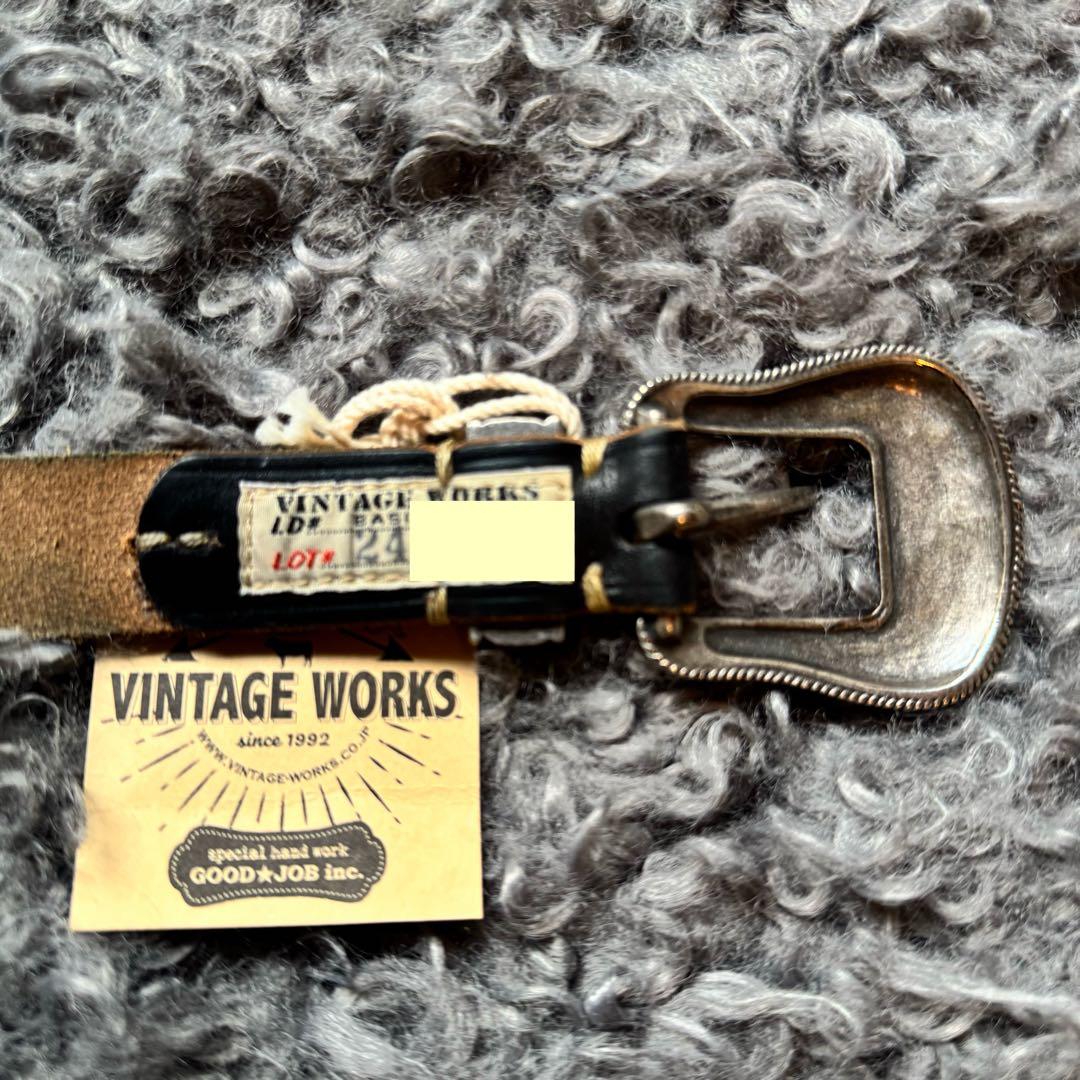 VINTAGE WORKS
LD#
LOT# 24
VINTAGE WORKS
since 1992
WWW.VINTAGE-WORKS.CO.JP
special hand work
GOOD★JOB inc.